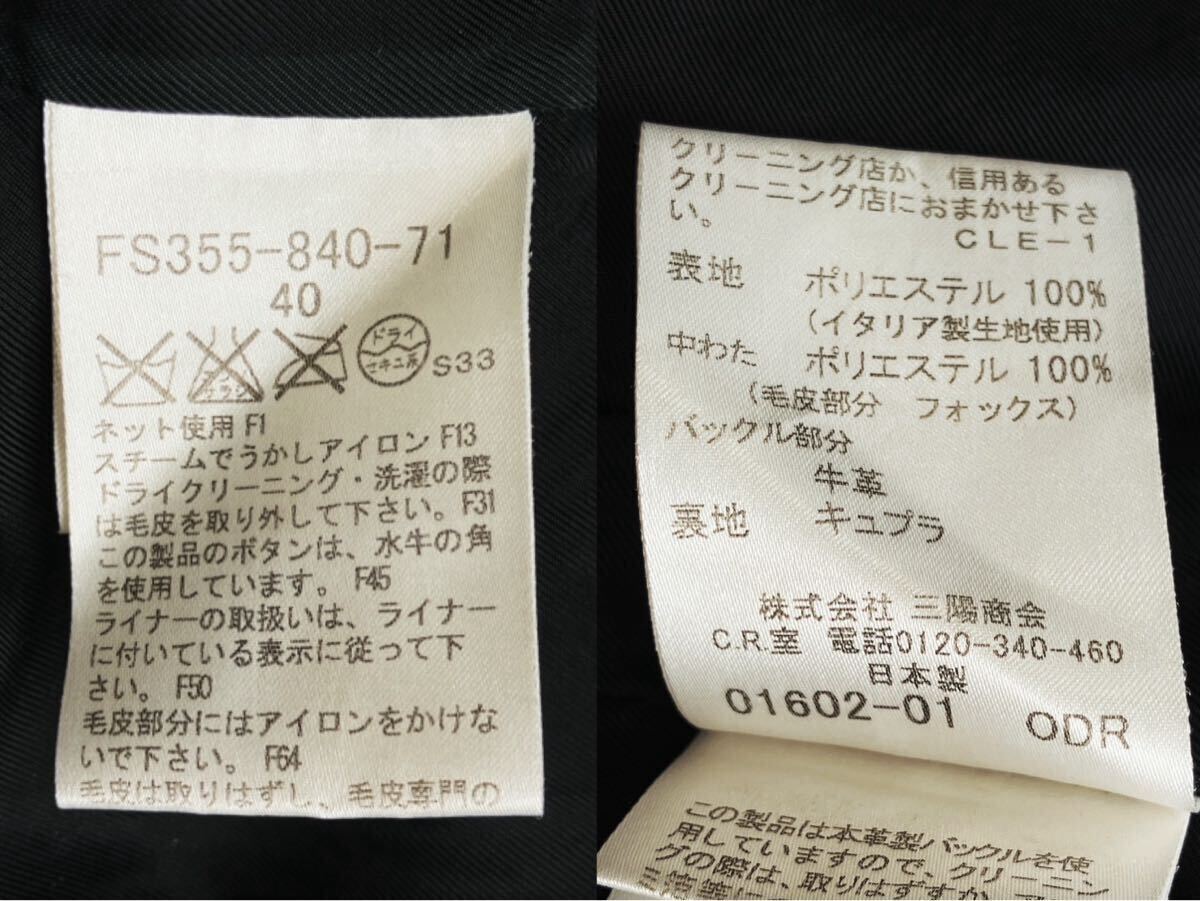 FS355-840-71
40
ドライ
セキユ系
S33
ネット使用 F1
スチームでうかしアイロン F13
ドライクリーニング・洗濯の際
は毛皮を取り外して下さい。F31
この製品のボタンは、水牛の角
を使用しています。 F45
ライナーの取扱いは、ライナー
に付いている表示に従って下
さい。 F50
毛皮部分にはアイロンをかけな
いで下さい。 F64
毛皮は取りはずし、毛皮専門の
クリーニング店か、信用ある
クリーニング店におまかせ下さ
い。
CLE-1
表地 ポリエステル 100%
(イタリア製生地使用)
中わた ポリエステル 100%
(毛皮部分 フォックス)
バックル部分
牛革
裏地 キュプラ
株式会社 三陽商会
C.R.室 電話0120-340-460
日本製
01602-01 ODR
この製品は本革製バックルを使
用していますので、クリーニン
グの際は、取りはずすか、